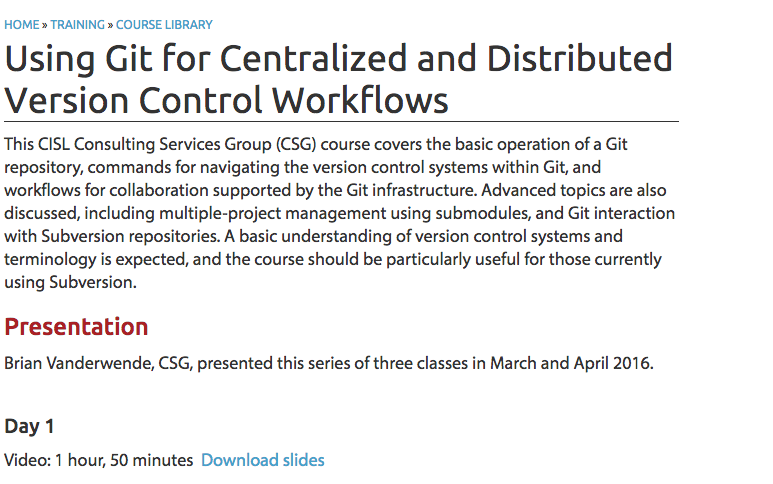 HOME » TRAINING » COURSE LIBRARY
Using Git for Centralized and Distributed
Version Control Workflows
This CISL Consulting Services Group (CSG) course covers the basic operation of a Git
repository, commands for navigating the version control systems within Git, and
workflows for collaboration supported by the Git infrastructure. Advanced topics are also
discussed, including multiple-project management using submodules, and Git interaction
with Subversion repositories. A basic understanding of version control systems and
terminology is expected, and the course should be particularly useful for those currently
using Subversion.
Presentation
Brian Vanderwende, CSG, presented this series of three classes in March and April 2016.
Day 1
Video: 1 hour, 50 minutes Download slides